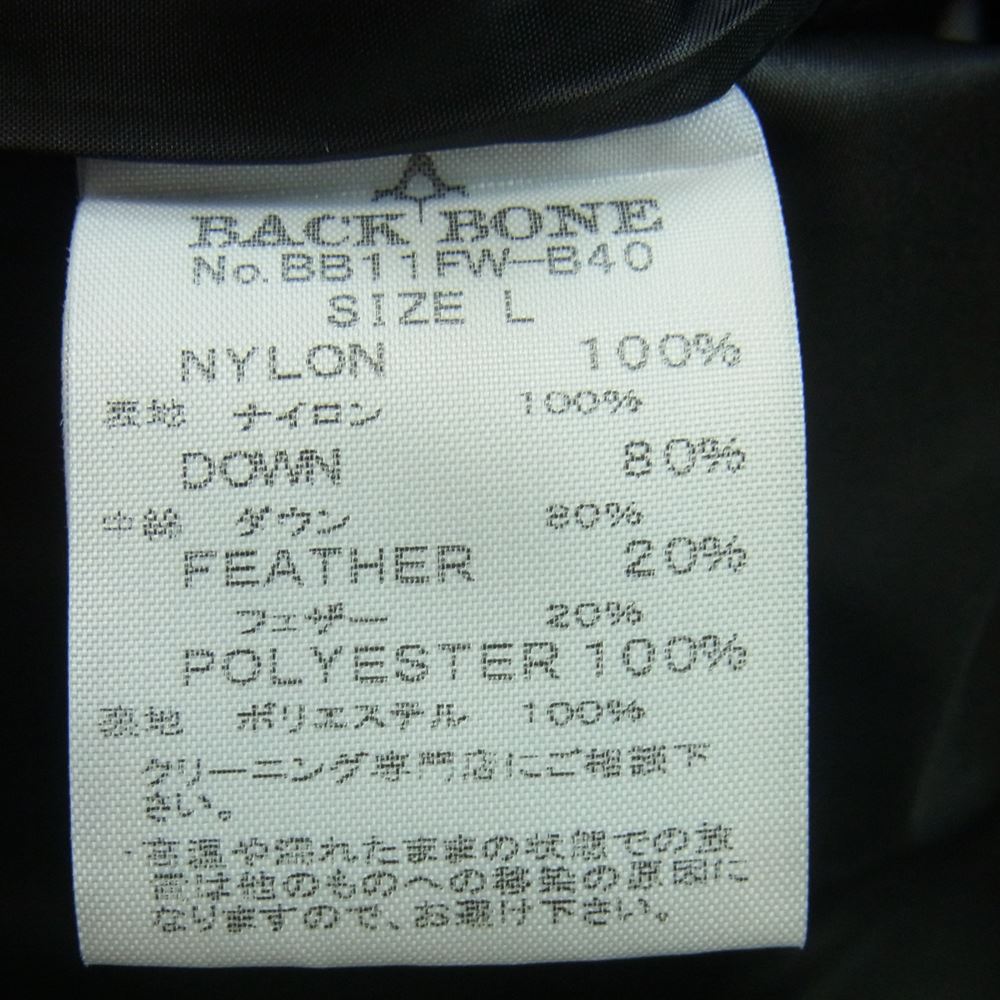 BACK BONE
No.BB11FW-B40
SIZE L
NYLON 100%
表地 ナイロン 100%
DOWN 80%
中綿 ダウン 80%
FEATHER 20%
フェザー 20%
POLYESTER 100%
裏地 ポリエステル 100%
クリーニング専門店にご相談下
さい。
・高温や濡れたままの状態での放
置は他のものへの移染の原因に
なりますので、お避け下さい。